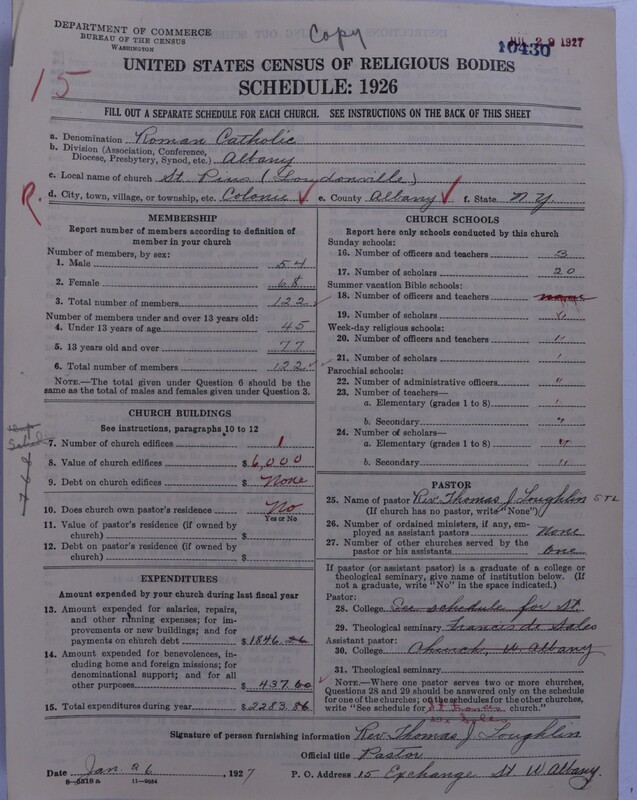 DEPARTMENT OF COMMERCE
BUREAU OF THE CENSUS
WASHINGTON
Copy
JUL 29 1927
10430
15
UNITED STATES CENSUS OF RELIGIOUS BODIES
SCHEDULE: 1926
FILL OUT A SEPARATE SCHEDULE FOR EACH CHURCH. SEE INSTRUCTIONS ON THE BACK OF THIS SHEET
a. Denomination Roman Catholic
b. Division (Association, Conference, Diocese, Presbytery, Synod, etc.) Albany
c. Local name of church St. Pius (Loudonville)
R. d. City, town, village, or township, etc. Colonie e. County Albany f. State N.Y.
MEMBERSHIP
Report number of members according to definition of member in your church
Number of members, by sex:
1. Male 54
2. Female 68
3. Total number of members 122
Number of members under and over 13 years old:
4. Under 13 years of age 45
5. 13 years old and over 77
6. Total number of members 122
NOTE.—The total given under Question 6 should be the same as the total of males and females given under Question 3.
CHURCH BUILDINGS
See instructions, paragraphs 10 to 12
7. Number of church edifices 1
8. Value of church edifices $6,000
9. Debt on church edifices $ None
10. Does church own pastor's residence? No
Yes or No
11. Value of pastor's residence (if owned by church) $
12. Debt on pastor's residence (if owned by church) $
EXPENDITURES
Amount expended by your church during last fiscal year
13. Amount expended for salaries, repairs, and other running expenses; for improvements or new buildings; and for payments on church debt $1846.26
14. Amount expended for benevolences, including home and foreign missions; for denominational support; and for all other purposes $437.60
15. Total expenditures during year $2283.86
CHURCH SCHOOLS
Report here only schools conducted by this church
Sunday schools:
16. Number of officers and teachers 3
17. Number of scholars 20
Summer vacation Bible schools:
18. Number of officers and teachers none
19. Number of scholars "
Week-day religious schools:
20. Number of officers and teachers "
21. Number of scholars "
Parochial schools:
22. Number of administrative officers "
23. Number of teachers—
a. Elementary (grades 1 to 8) "
b. Secondary "
24. Number of scholars—
a. Elementary (grades 1 to 8) "
b. Secondary "
PASTOR
25. Name of pastor Rev. Thomas J Loughlin STL
(If church has no pastor, write "None")
26. Number of ordained ministers, if any, employed as assistant pastors None
27. Number of other churches served by the pastor or his assistants One
If pastor (or assistant pastor) is a graduate of a college or theological seminary, give name of institution below. (If not a graduate, write "No" in the space indicated.)
Pastor:
28. College See schedule for St.
29. Theological seminary Francis de Sales
Assistant pastor:
30. College Church, W. Albany
31. Theological seminary
NOTE.—Where one pastor serves two or more churches, Questions 28 and 29 should be answered only on the schedule for one of the churches; on the schedules for the other churches, write "See schedule for St Francis de Sales church."
Signature of person furnishing information Rev Thomas J Loughlin
Official title Pastor
Date Jan 26, 1927 P. O. Address 15 Exchange St W Albany